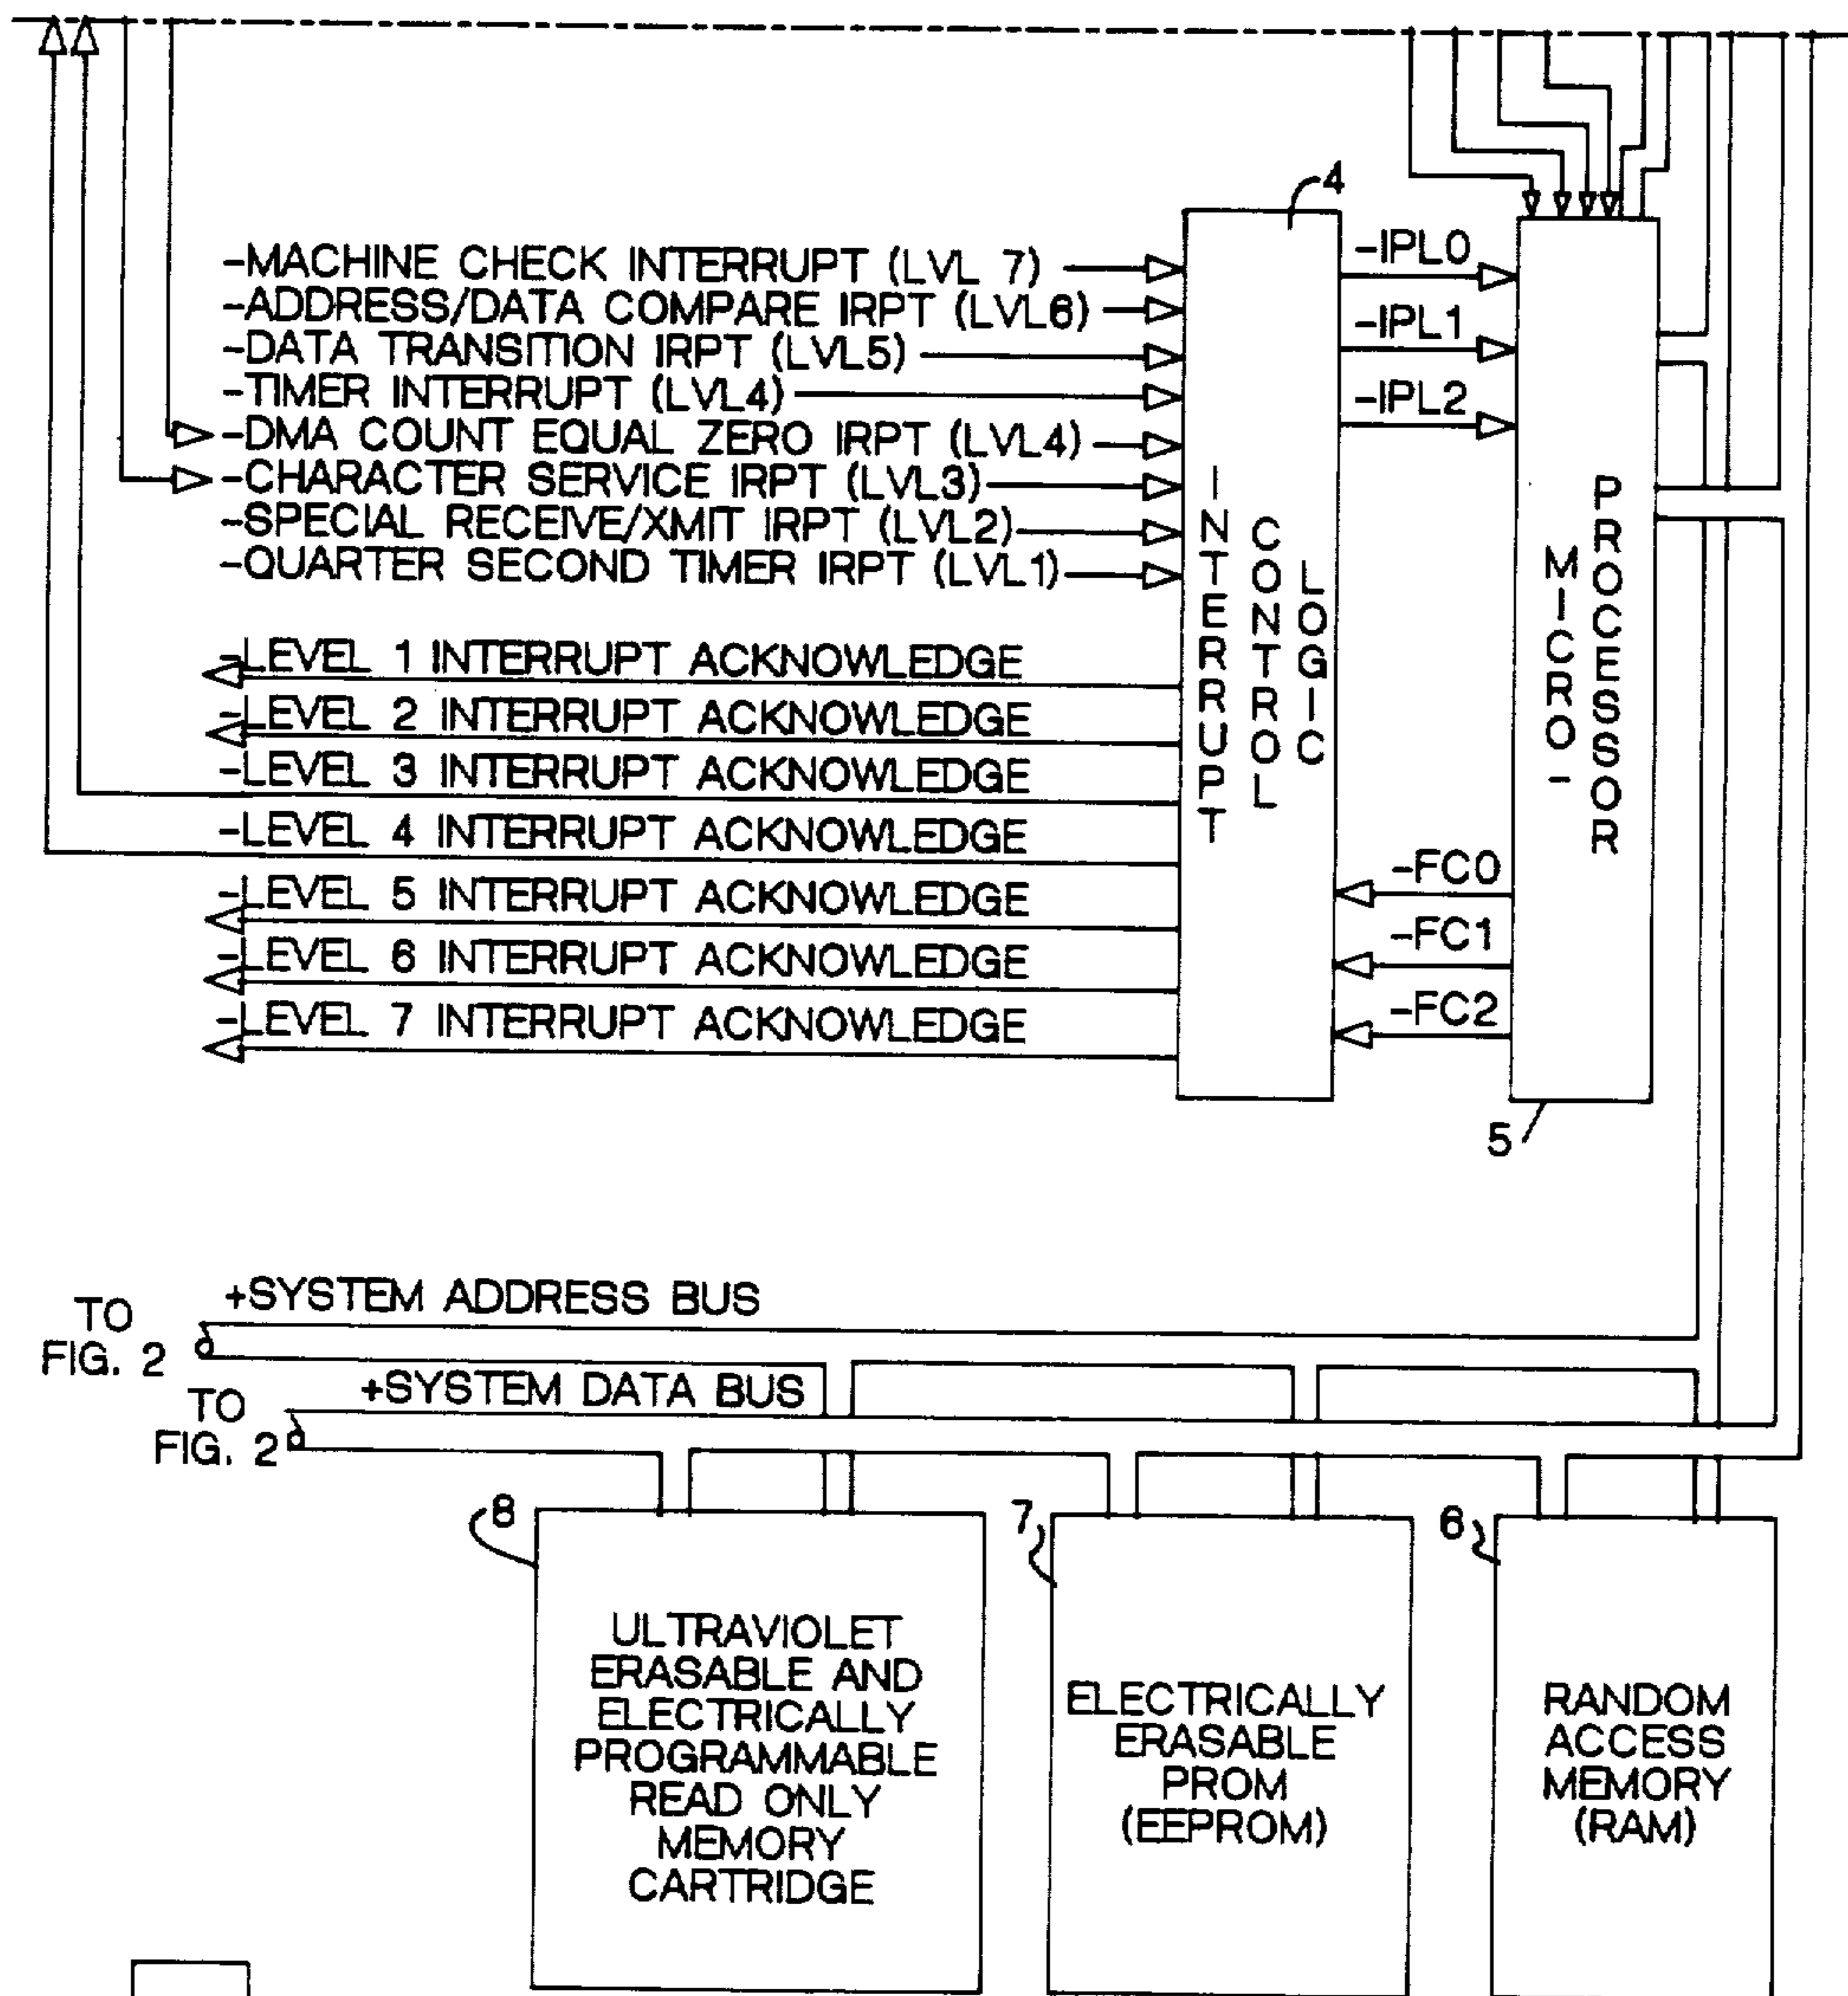 4
-MACHINE CHECK INTERRUPT (LVL 7)
-ADDRESS/DATA COMPARE IRPT (LVL6)
-DATA TRANSITION IRPT (LVL5)
-TIMER INTERRUPT (LVL4)
-DMA COUNT EQUAL ZERO IRPT (LVL4)
-CHARACTER SERVICE IRPT (LVL3)
-SPECIAL RECEIVE/XMIT IRPT (LVL2)
-QUARTER SECOND TIMER IRPT (LVL1)
-LEVEL 1 INTERRUPT ACKNOWLEDGE
-LEVEL 2 INTERRUPT ACKNOWLEDGE
-LEVEL 3 INTERRUPT ACKNOWLEDGE
-LEVEL 4 INTERRUPT ACKNOWLEDGE
-LEVEL 5 INTERRUPT ACKNOWLEDGE
-LEVEL 6 INTERRUPT ACKNOWLEDGE
-LEVEL 7 INTERRUPT ACKNOWLEDGE
INTERRUPT
CONTROL
LOGIC
-IPL0
-IPL1
-IPL2
-FC0
-FC1
-FC2
MICRO-
PROCESSOR
5
+SYSTEM ADDRESS BUS
TO
FIG. 2
+SYSTEM DATA BUS
TO
FIG. 2
8
ULTRAVIOLET
ERASABLE AND
ELECTRICALLY
PROGRAMMABLE
READ ONLY
MEMORY
CARTRIDGE
7
ELECTRICALLY
ERASABLE
PROM
(EEPROM)
6
RANDOM
ACCESS
MEMORY
(RAM)